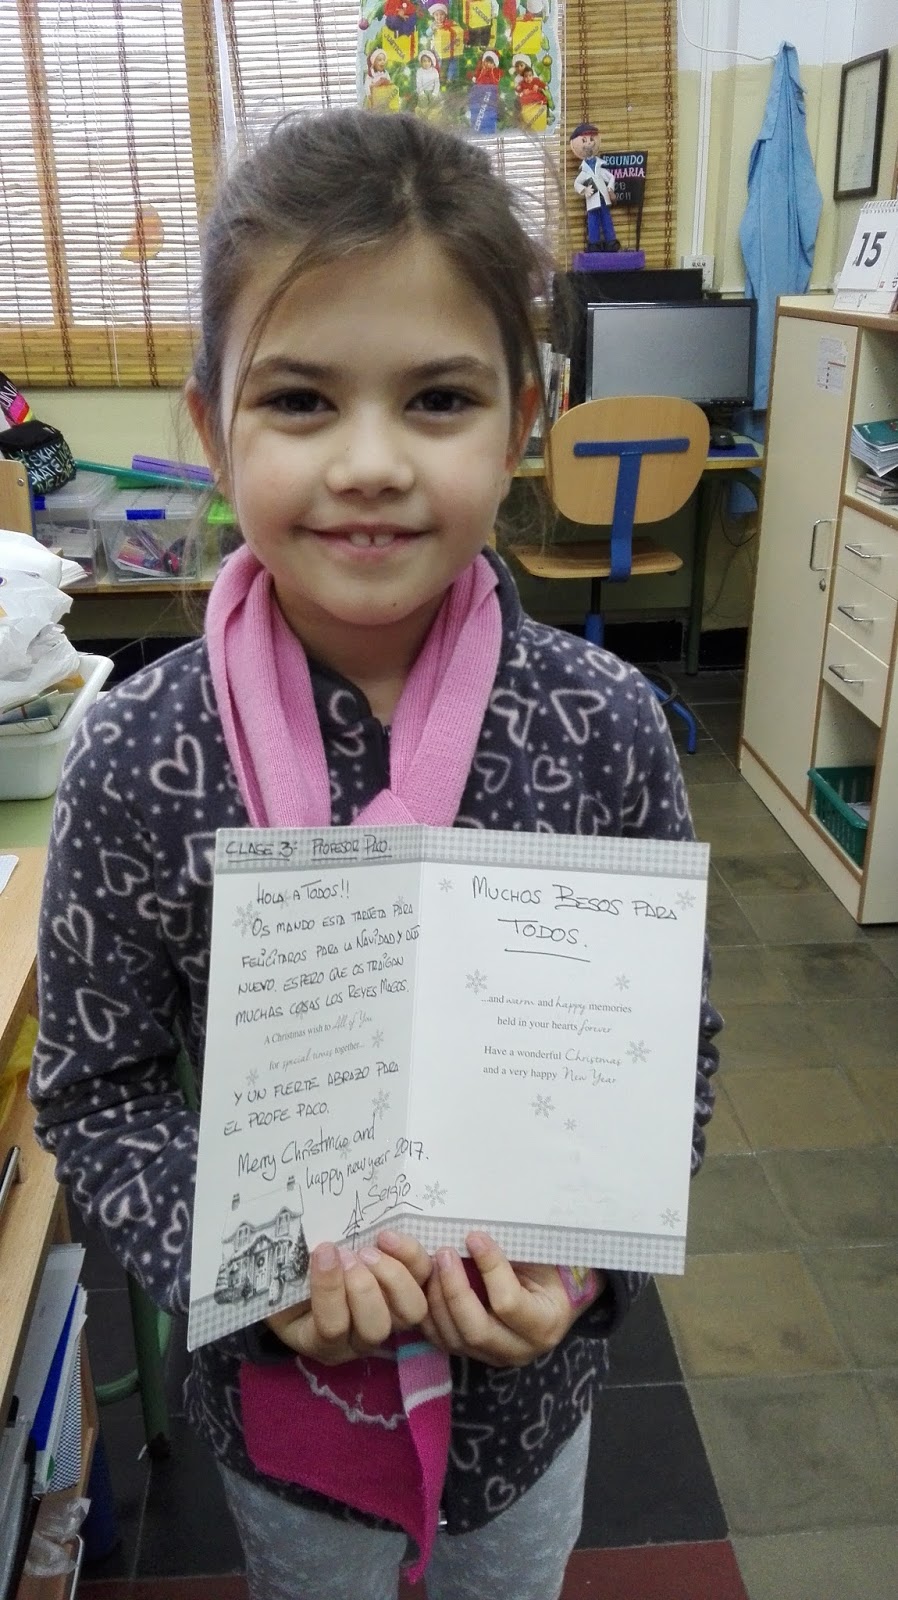 SEGUNDO
PRIMARIA
15
CLASE 3º: PROFESOR PACO.
HOLA A TODOS!!
OS MANDO ESTA TARJETA PARA
FELICITAROS PARA LA NAVIDAD Y AÑO
NUEVO. ESPERO QUE OS TRAIGAN
MUCHAS COSAS LOS REYES MAGOS.
A Christmas wish to All of You
for special times together...
Y UN FUERTE ABRAZO PARA
EL PROFE PACO.
Merry Christmas and
happy new year 2017.
Sergio
MUCHOS BESOS PARA
TODOS.
...and warm and happy memories
held in your hearts forever
Have a wonderful Christmas
and a very happy New Year